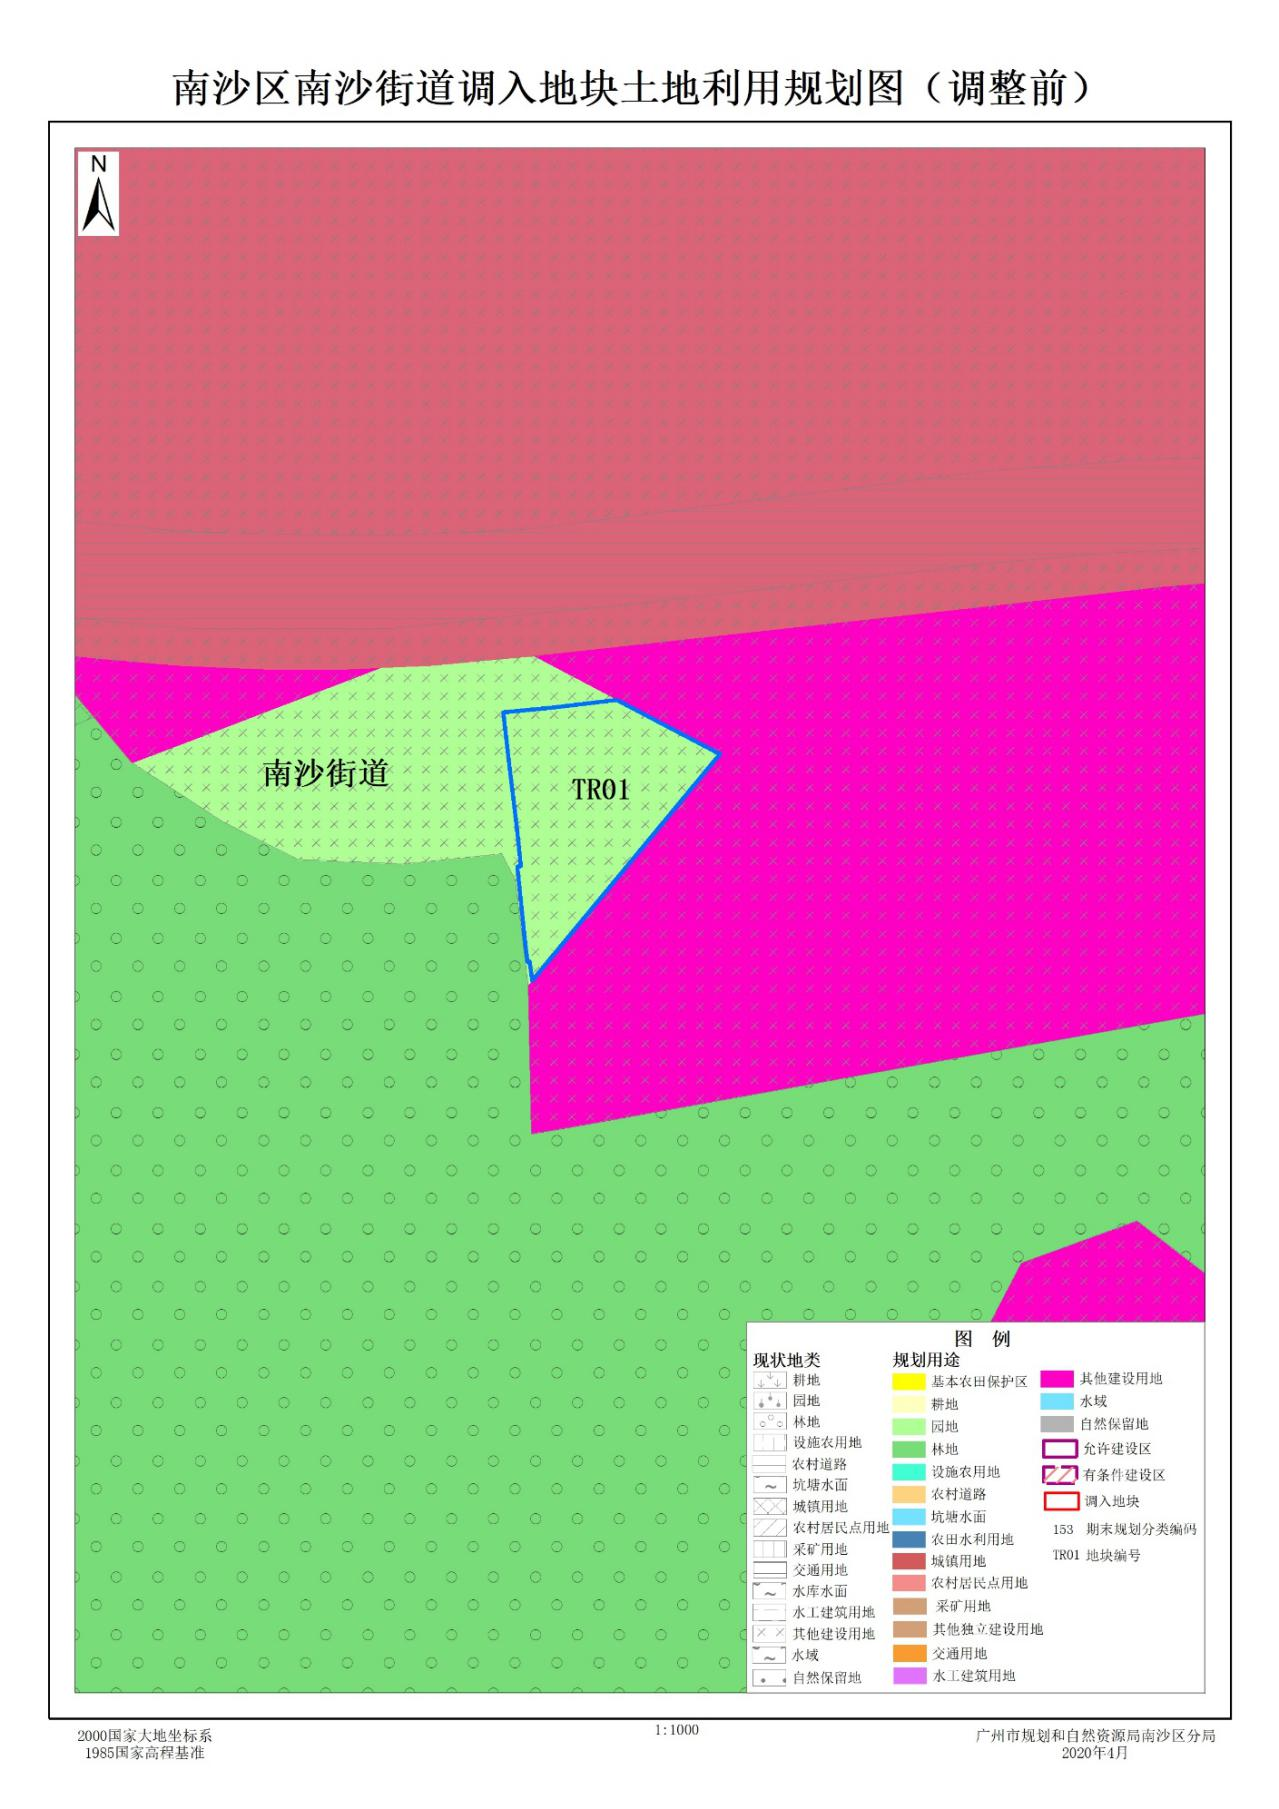 南沙区南沙街道调入地块土地利用规划图（调整前）
N
南沙街道
TR01
图 例
现状地类
耕地
园地
林地
设施农用地
农村道路
坑塘水面
城镇用地
农村居民点用地
采矿用地
交通用地
水库水面
水工建筑用地
其他建设用地
水域
自然保留地
规划用途
基本农田保护区
耕地
园地
林地
设施农用地
农村道路
坑塘水面
农田水利用地
城镇用地
农村居民点用地
采矿用地
其他独立建设用地
交通用地
水工建筑用地
其他建设用地
水域
自然保留地
允许建设区
有条件建设区
调入地块
153 期末规划分类编码
TR01 地块编号
2000国家大地坐标系
1985国家高程基准
1:1000
广州市规划和自然资源局南沙区分局
2020年4月